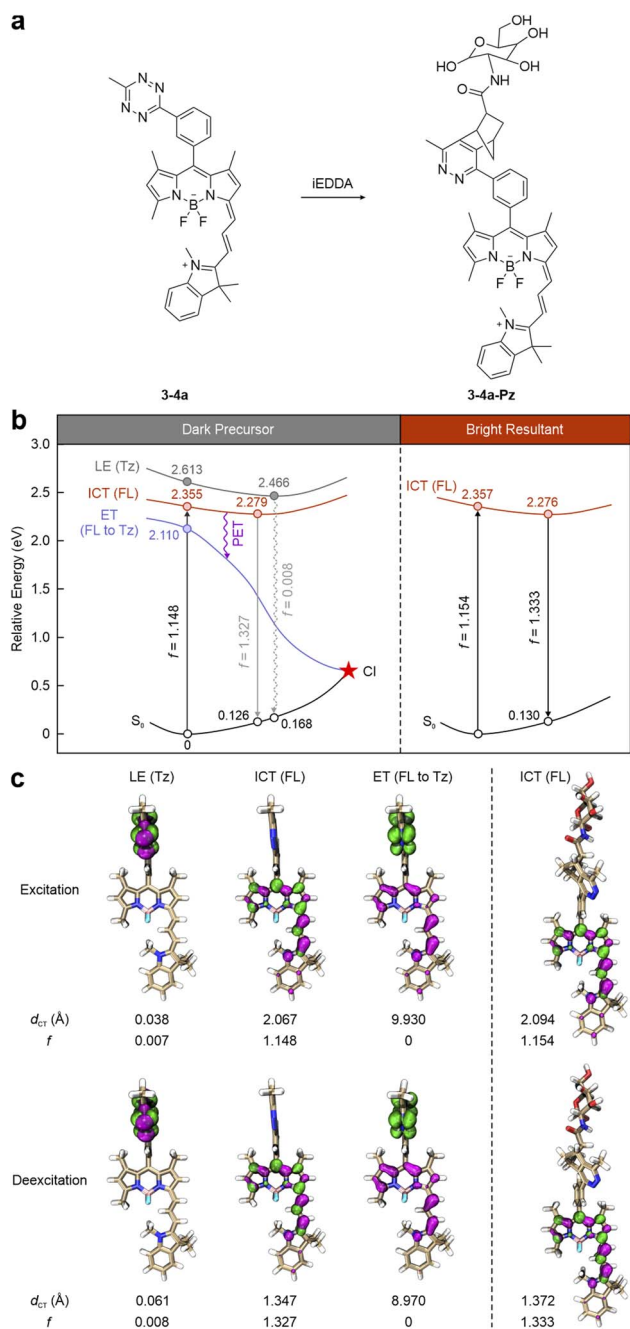 a
OH
HO
O
OH
HO
NH
OH
O
N
N
N
N
N
N
iEDDA
N
N
B
−
F
F
N
+
N
N
B
−
F
F
N
+
3-4a
3-4a-Pz
b
Dark Precursor
Bright Resultant
Relative Energy (eV)
3.0
2.5
2.0
1.5
1.0
0.5
0
LE (Tz)
2.613
2.466
ICT (FL)
2.355
2.279
ET
(FL to Tz)
2.110
PET
f = 1.148
f = 1.327
f = 0.008
CI
S0
0
0.126
0.168
ICT (FL)
2.357
2.276
f = 1.154
f = 1.333
S0
0
0.130
c
LE (Tz) ICT (FL) ET (FL to Tz) ICT (FL)
Excitation
dCT (Å) 0.038 2.067 9.930 2.094
f 0.007 1.148 0 1.154
Deexcitation
dCT (Å) 0.061 1.347 8.970 1.372
f 0.008 1.327 0 1.333